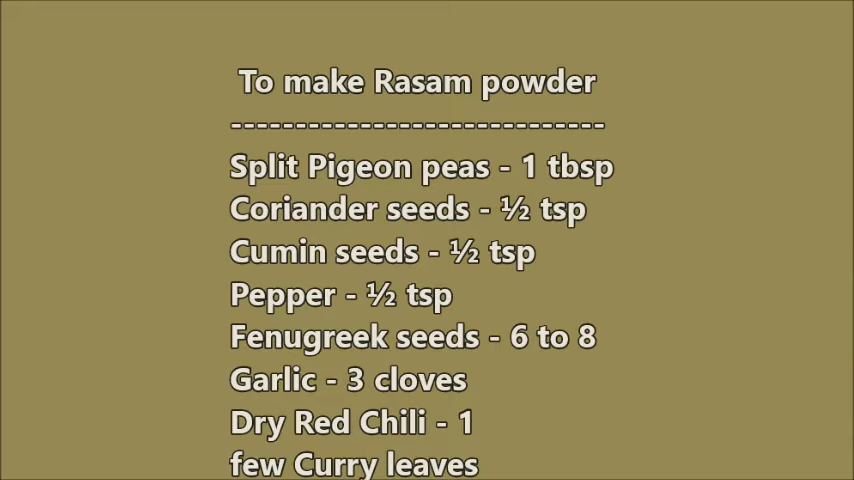 To make Rasam powder
-----------------------------
Split Pigeon peas - 1 tbsp
Coriander seeds - ½ tsp
Cumin seeds - ½ tsp
Pepper - ½ tsp
Fenugreek seeds - 6 to 8
Garlic - 3 cloves
Dry Red Chili - 1
few Curry leaves